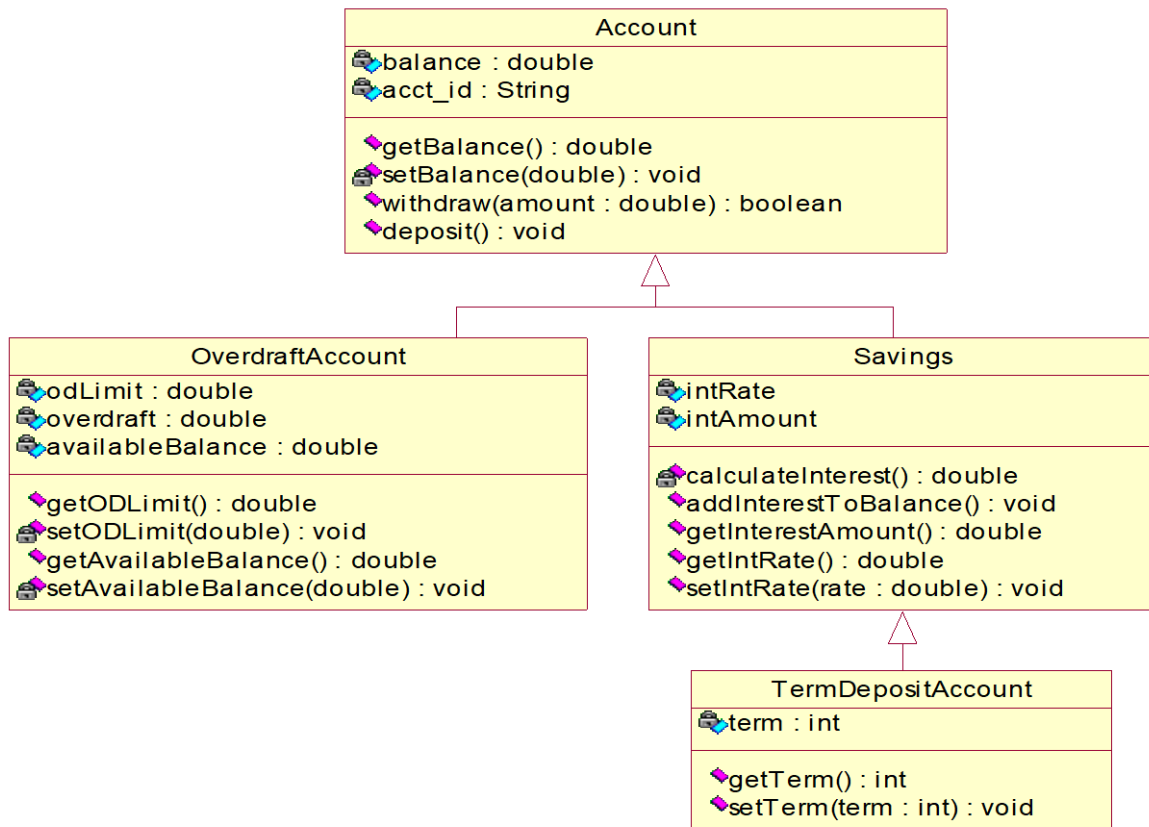 Account
balance : double
acct_id : String
getBalance() : double
setBalance(double) : void
withdraw(amount : double) : boolean
deposit() : void
OverdraftAccount
odLimit : double
overdraft : double
availableBalance : double
getODLimit() : double
setODLimit(double) : void
getAvailableBalance() : double
setAvailableBalance(double) : void
Savings
intRate
intAmount
calculateInterest() : double
addInterestToBalance() : void
getInterestAmount() : double
getIntRate() : double
setIntRate(rate : double) : void
TermDepositAccount
term : int
getTerm() : int
setTerm(term : int) : void